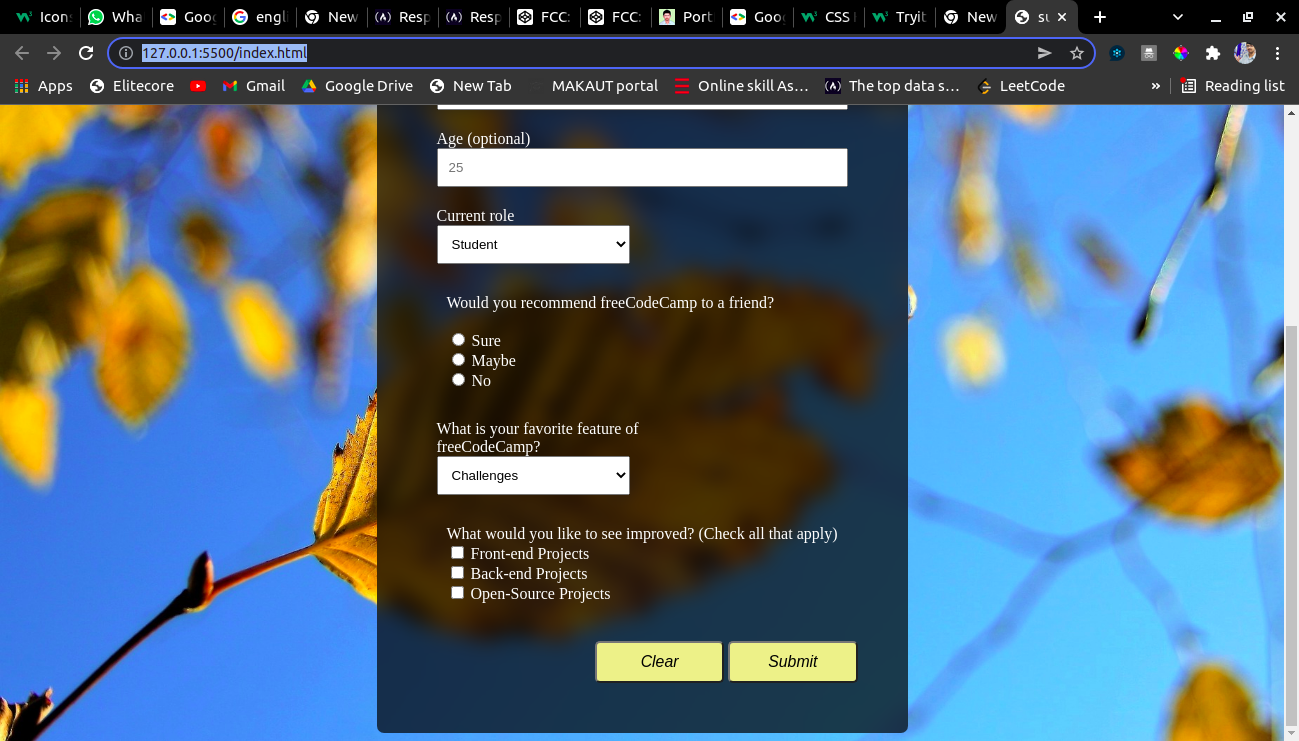 Icon
Wha
Goo
engli
New
Resp
Resp
FCC:
FCC:
Port
Goo
CSS
Tryit
New
su
127.0.0.1:5500/index.html
Apps
Elitecore
Gmail
Google Drive
New Tab
MAKAUT portal
Online skill As…
The top data s…
LeetCode
»
Reading list
Age (optional)
25
Current role
Student
Would you recommend freeCodeCamp to a friend?
Sure
Maybe
No
What is your favorite feature of
freeCodeCamp?
Challenges
What would you like to see improved? (Check all that apply)
Front-end Projects
Back-end Projects
Open-Source Projects
Clear
Submit